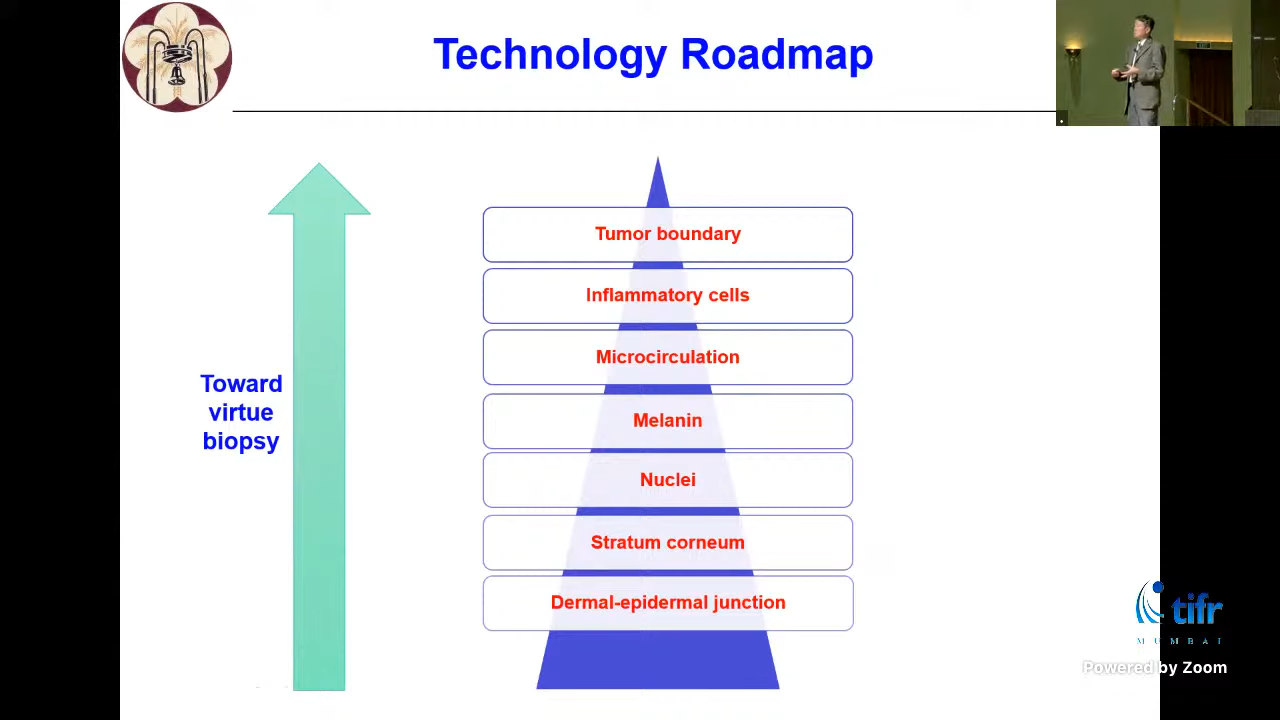 Technology Roadmap
Toward
virtue
biopsy
Tumor boundary
Inflammatory cells
Microcirculation
Melanin
Nuclei
Stratum corneum
Dermal-epidermal junction
tifr
MUMBAI
Powered by Zoom